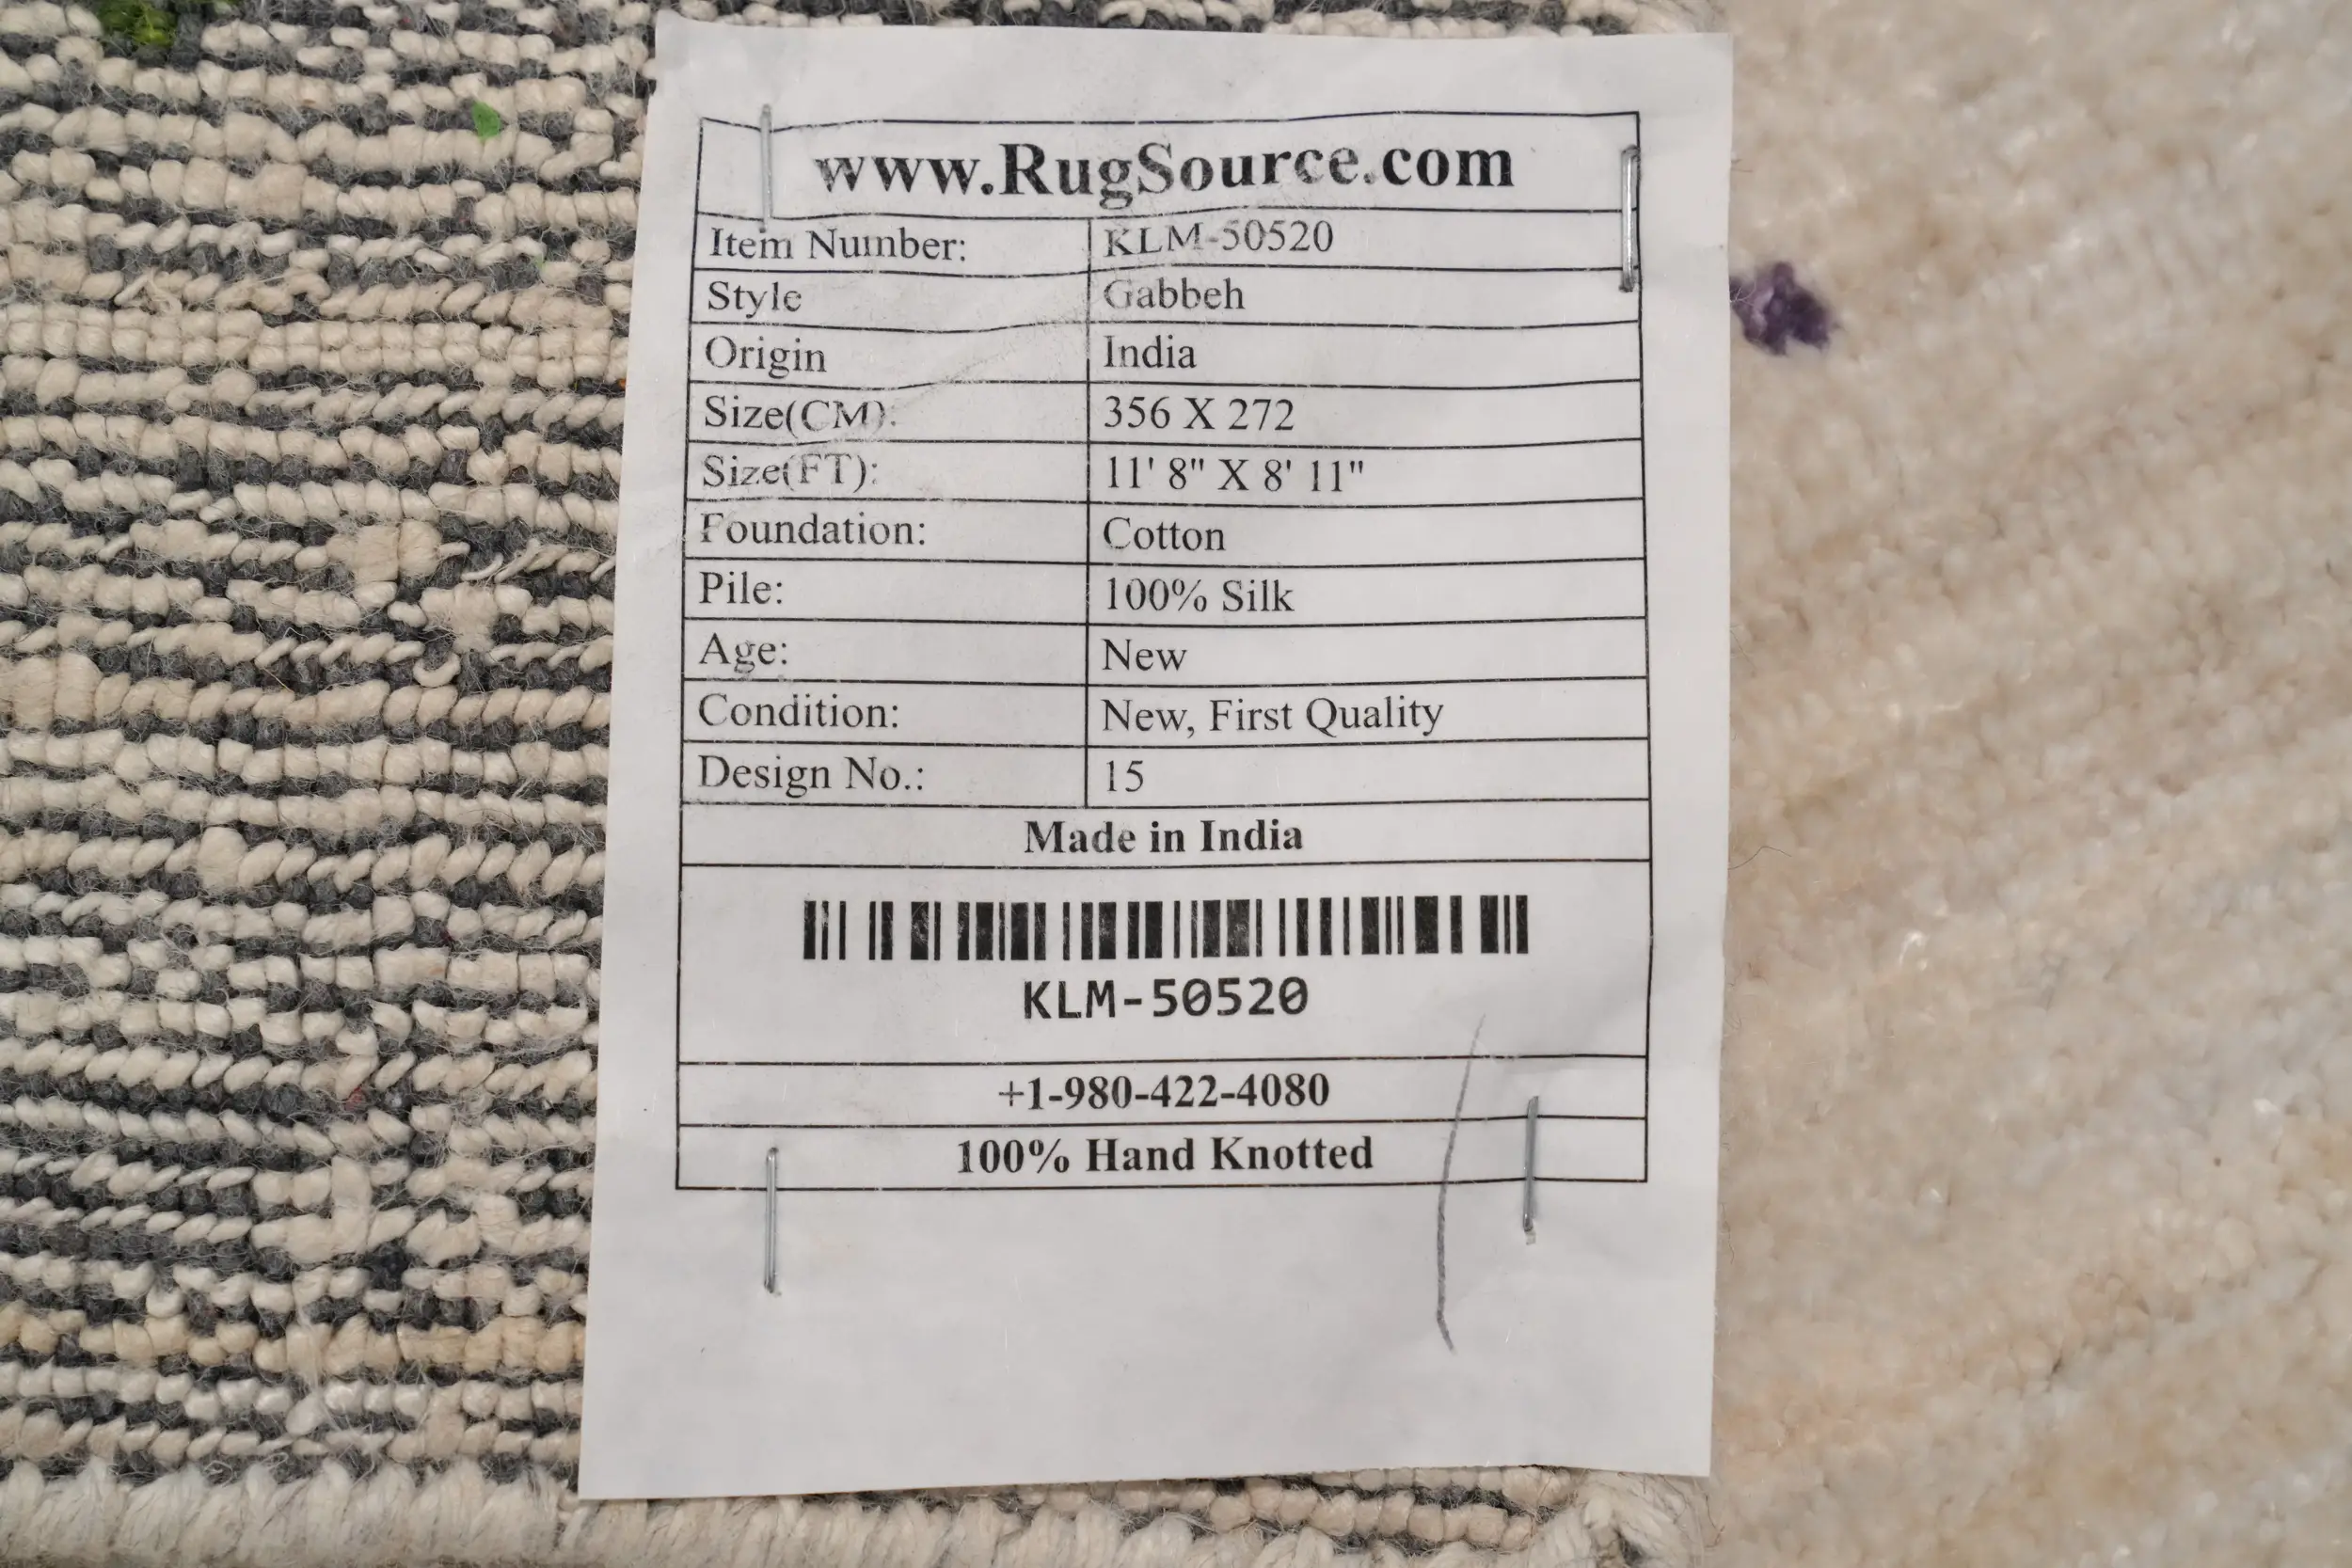 www.RugSource.com
Item Number: KLM-50520
Style Gabbeh
Origin India
Size(CM): 356 X 272
Size(FT): 11' 8" X 8' 11"
Foundation: Cotton
Pile: 100% Silk
Age: New
Condition: New, First Quality
Design No.: 15
Made in India
KLM-50520
+1-980-422-4080
100% Hand Knotted